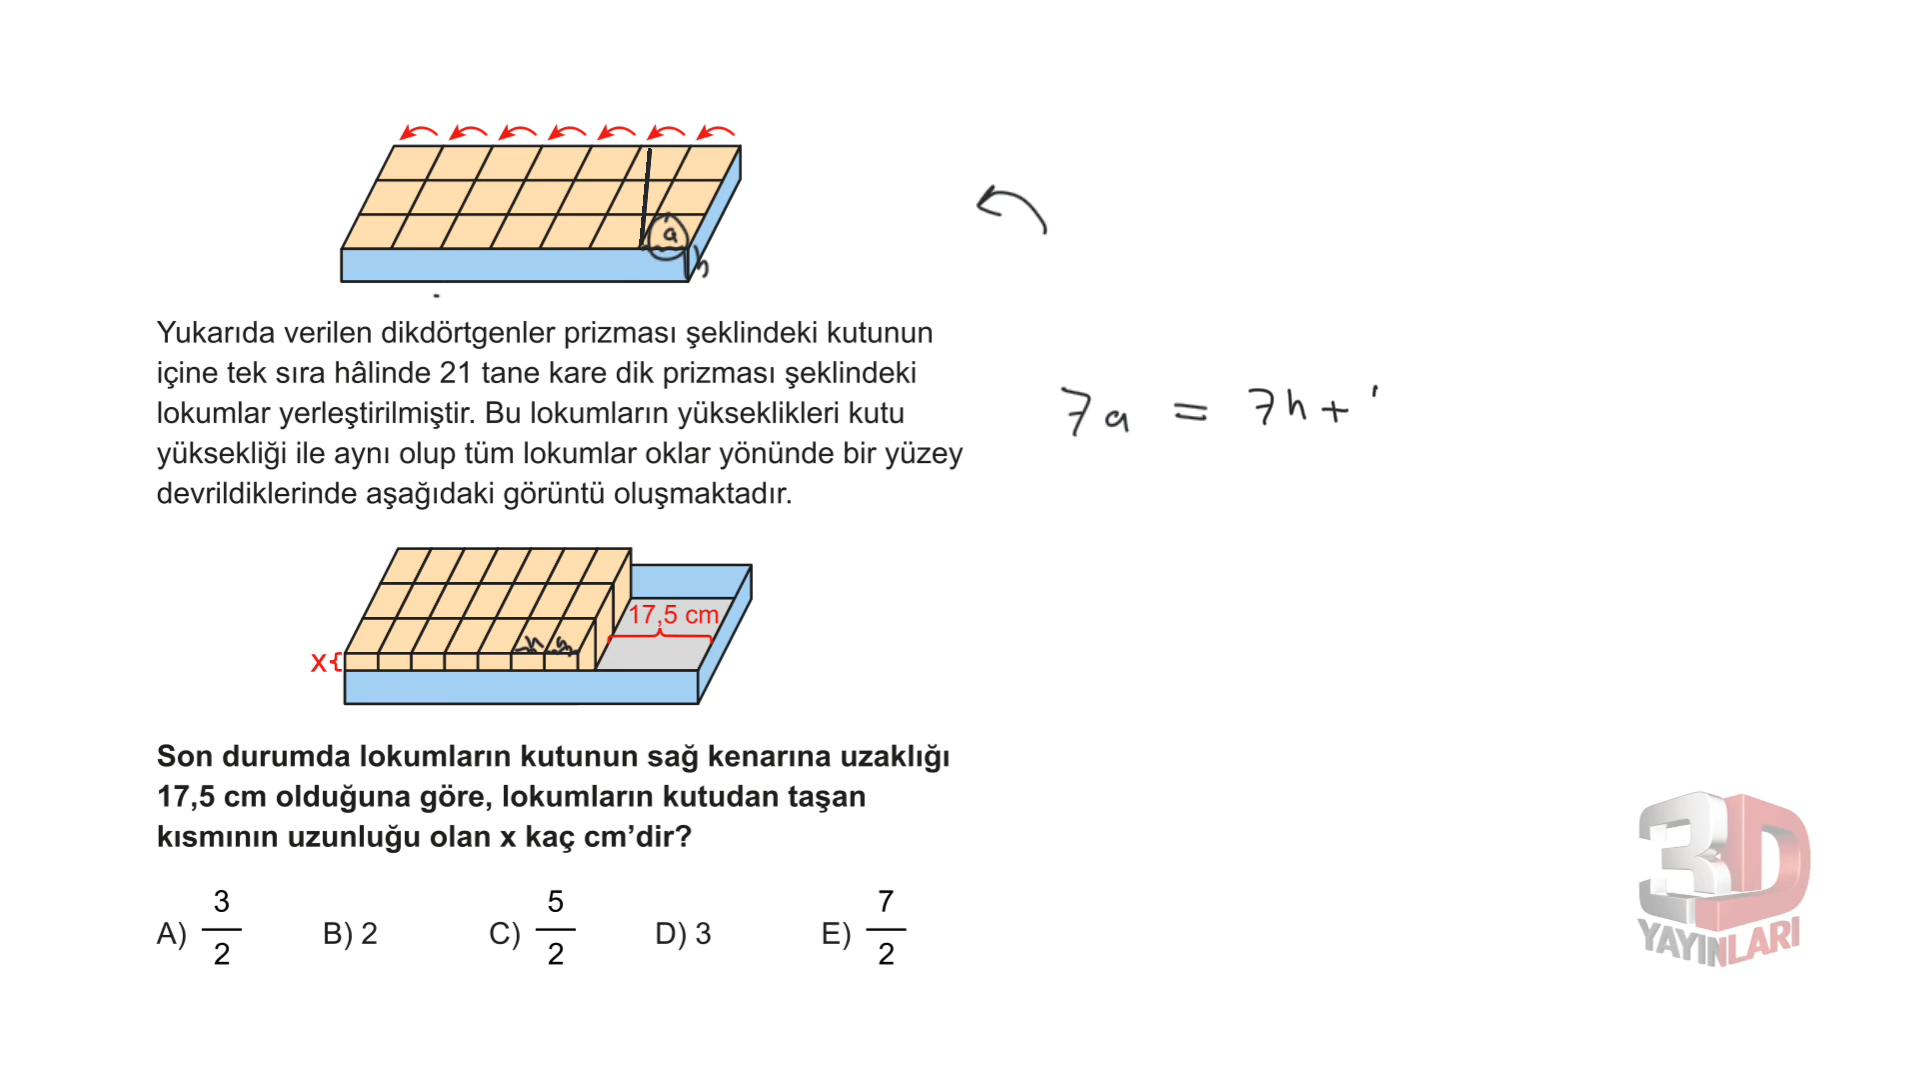 a
h
Yukarıda verilen dikdörtgenler prizması şeklindeki kutunun
içine tek sıra hâlinde 21 tane kare dik prizması şeklindeki
lokumlar yerleştirilmiştir. Bu lokumların yükseklikleri kutu
yüksekliği ile aynı olup tüm lokumlar oklar yönünde bir yüzey
devrildiklerinde aşağıdaki görüntü oluşmaktadır.
7a = 7h +
17,5 cm
h
x{
Son durumda lokumların kutunun sağ kenarına uzaklığı
17,5 cm olduğuna göre, lokumların kutudan taşan
kısmının uzunluğu olan x kaç cm’dir?
A) 3/2 B) 2 C) 5/2 D) 3 E) 7/2
3D
YAYINLARI